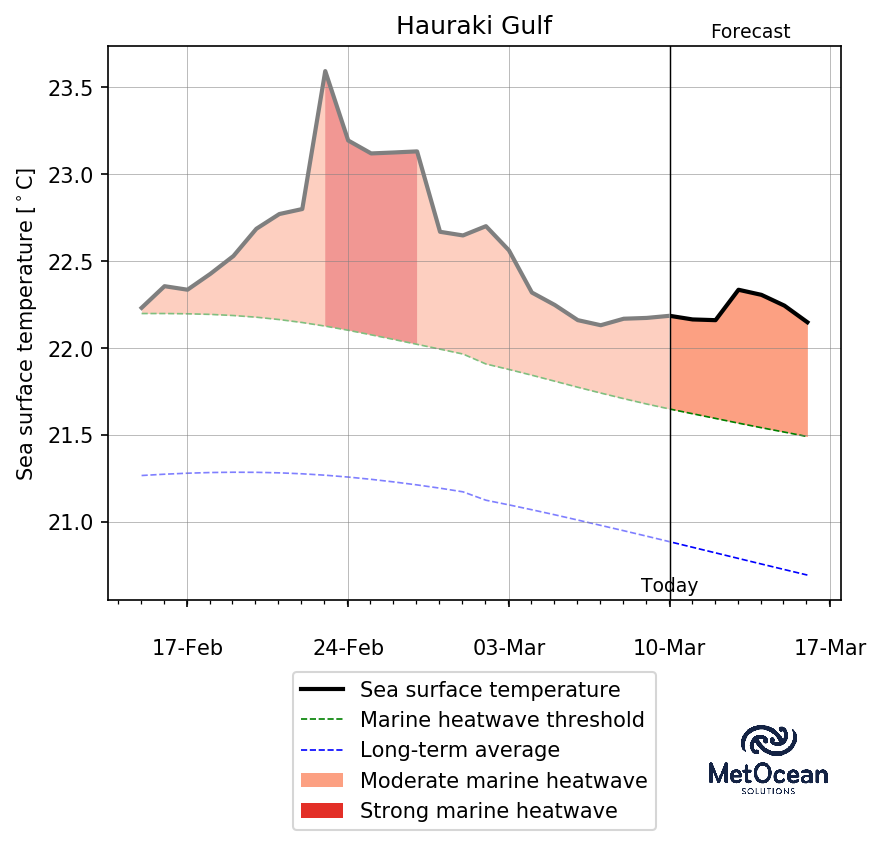 Hauraki Gulf
Forecast
Sea surface temperature [°C]
23.5
23.0
22.5
22.0
21.5
21.0
Today
17-Feb 24-Feb 03-Mar 10-Mar 17-Mar
Sea surface temperature
Marine heatwave threshold
Long-term average
Moderate marine heatwave
Strong marine heatwave
MetOcean
SOLUTIONS